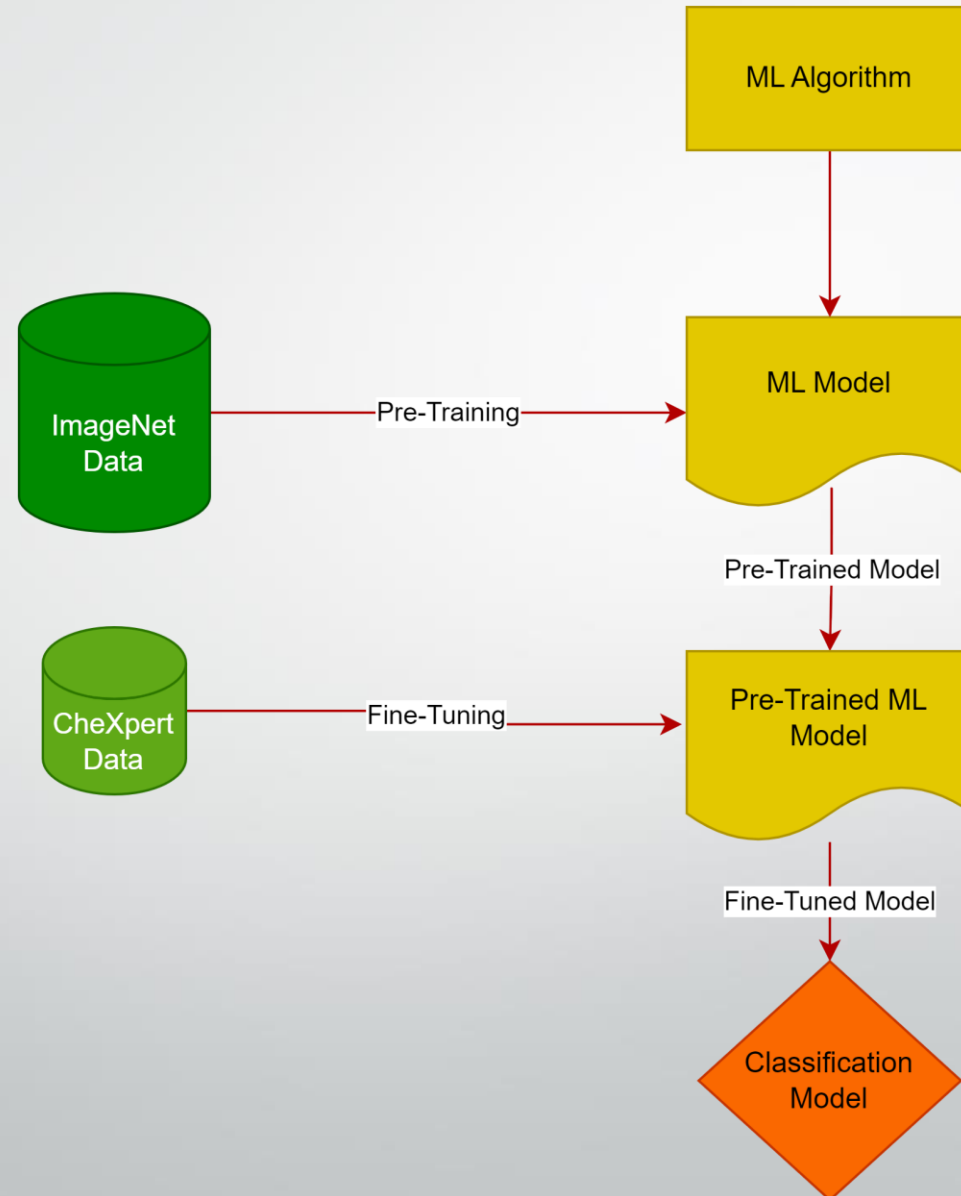 ML Algorithm
ImageNet
Data
Pre-Training
ML Model
Pre-Trained Model
CheXpert
Data
Fine-Tuning
Pre-Trained ML
Model
Fine-Tuned Model
Classification
Model